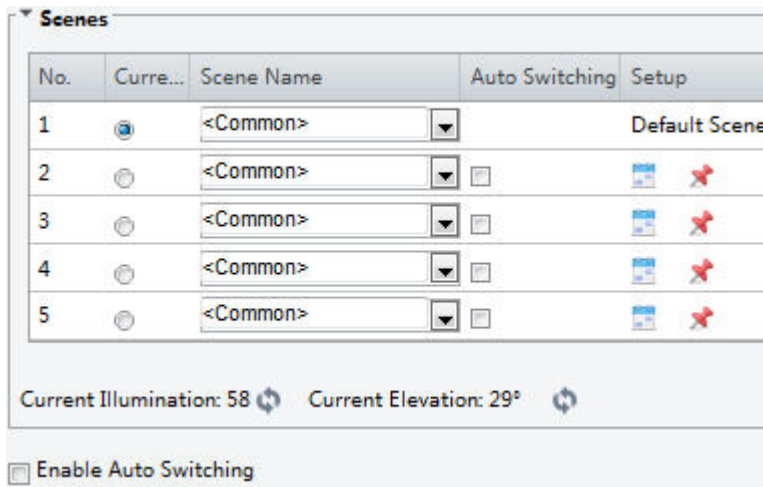 Scenes
No. Curre... Scene Name Auto Switching Setup
1 <Common> Default Scene
2 <Common>
3 <Common>
4 <Common>
5 <Common>
Current Illumination: 58 Current Elevation: 29°
Enable Auto Switching